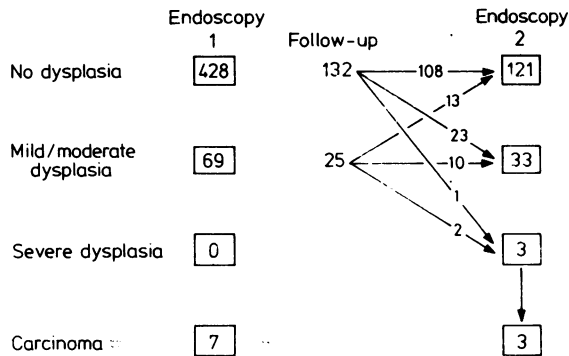 Endoscopy Endoscopy
1 Follow-up 2
No dysplasia 428 132 108 121
13
23
Mild/moderate
dysplasia 69 25 10 33
1
2
Severe dysplasia 0 3
Carcinoma 7 3